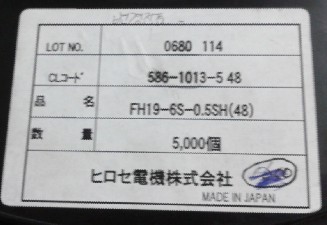 LOT NO. 0680 114
CLコード 586-1013-5 48
品名 FH19-6S-0.5SH(48)
数量 5,000個
ヒロセ電機株式会社
MADE IN JAPAN